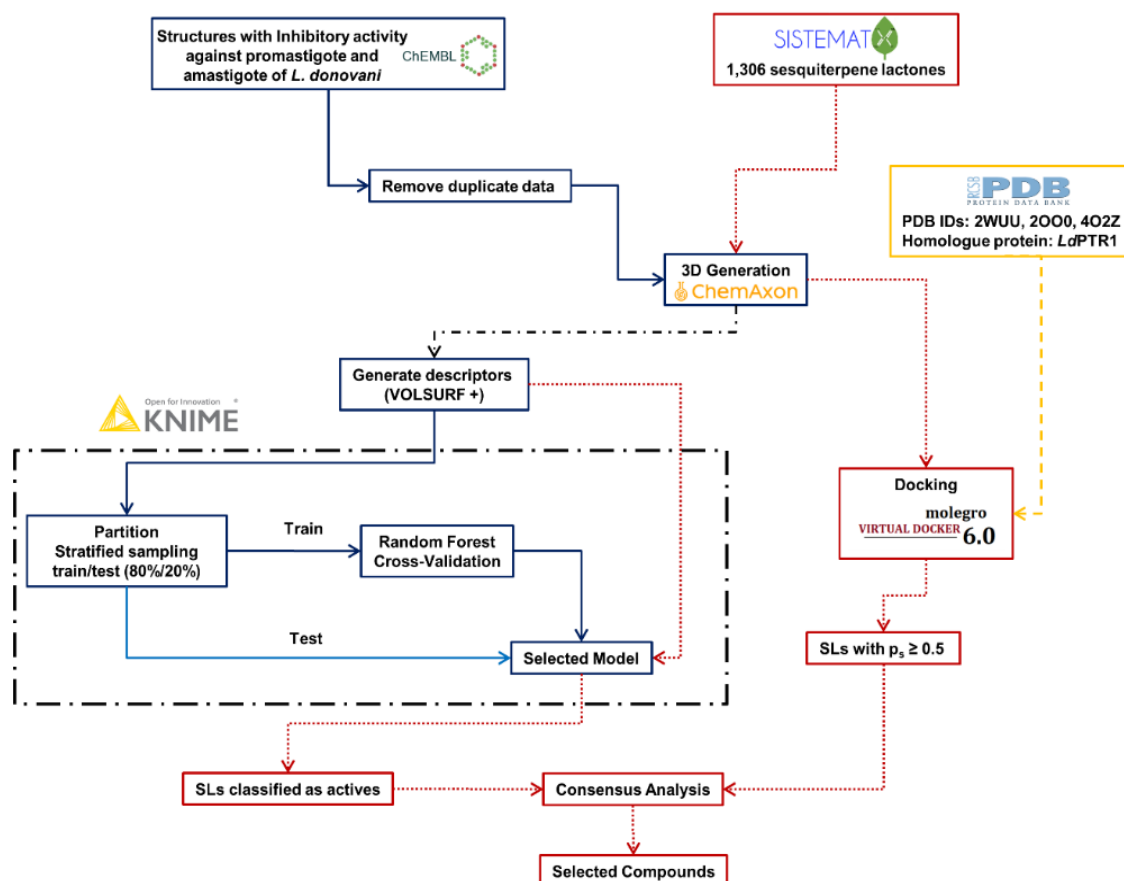 Structures with Inhibitory activity
against promastigote and
amastigote of L. donovani
ChEMBL
SISTEMAT X
1,306 sesquiterpene lactones
Remove duplicate data
RCSB
PDB
PROTEIN DATA BANK
PDB IDs: 2WUU, 2OO0, 4O2Z
Homologue protein: LdPTR1
3D Generation
ChemAxon
Generate descriptors
(VOLSURF +)
Open for Innovation
KNIME
Partition
Stratified sampling
train/test (80%/20%)
Train
Random Forest
Cross-Validation
Docking
molegro
VIRTUAL DOCKER 6.0
Test
Selected Model
SLs with ps ≥ 0.5
SLs classified as actives
Consensus Analysis
Selected Compounds